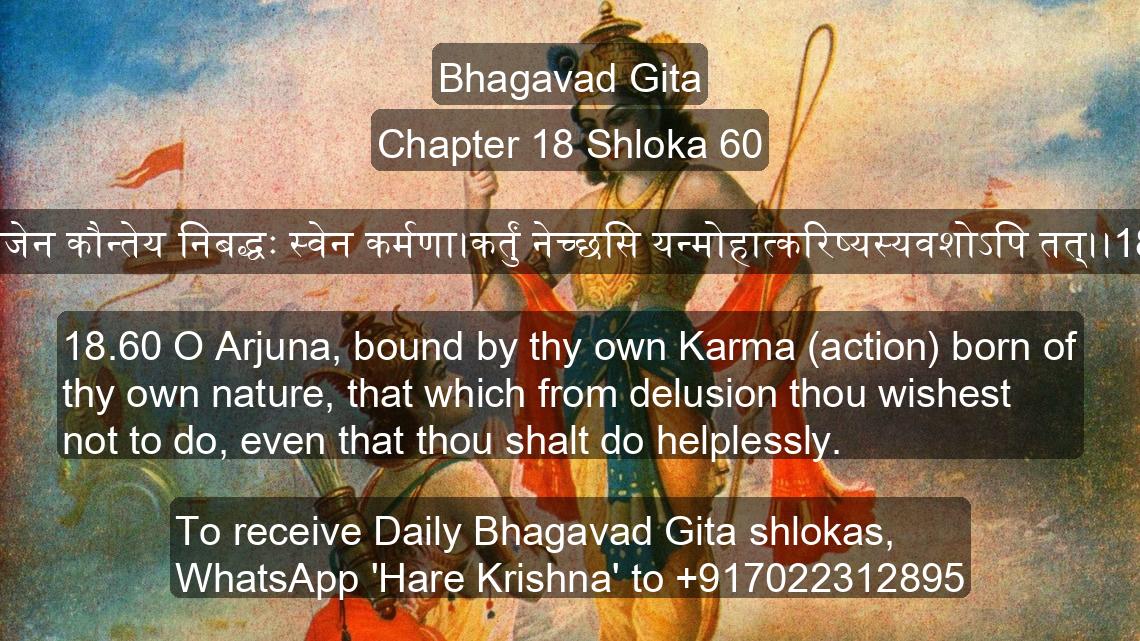 Bhagavad Gita
Chapter 18 Shloka 60
जेन कौन्तेय निबद्धः स्वेन कर्मणा।कर्तुं नेच्छसि यन्मोहात्करिष्यस्यवशोऽपि तत्।।18
18.60 O Arjuna, bound by thy own Karma (action) born of
thy own nature, that which from delusion thou wishest
not to do, even that thou shalt do helplessly.
To receive Daily Bhagavad Gita shlokas,
WhatsApp 'Hare Krishna' to +917022312895